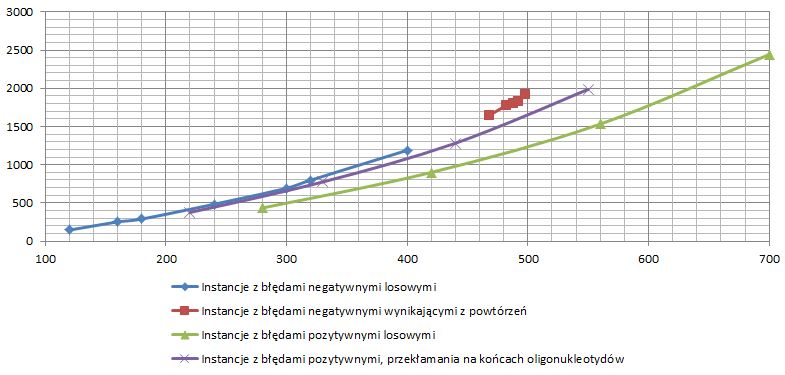 3000
2500
2000
1500
1000
500
0
100 200 300 400 500 600 700
Instancje z błędami negatywnymi losowymi
Instancje z błędami negatywnymi wynikającymi z powtórzeń
Instancje z błędami pozytywnymi losowymi
Instancje z błędami pozytywnymi, przekłamania na końcach oligonukleotydów